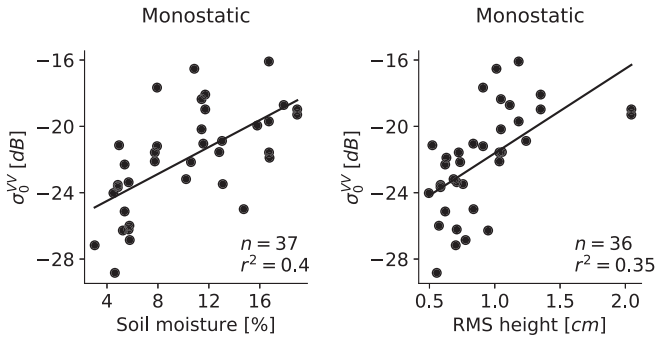 Monostatic
−16
−20
−24
−28
σ₀ⱽⱽ [dB]
4 8 12 16
Soil moisture [%]
n = 37
r² = 0.4
Monostatic
−16
−20
−24
−28
σ₀ⱽⱽ [dB]
0.5 1.0 1.5 2.0
RMS height [cm]
n = 36
r² = 0.35